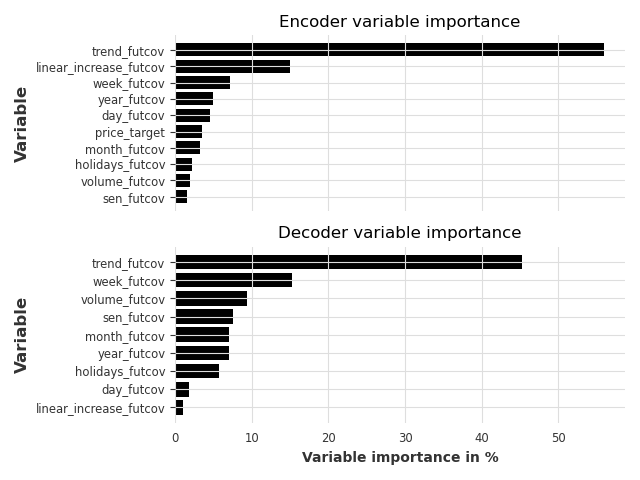 Encoder variable importance
trend_futcov
linear_increase_futcov
week_futcov
year_futcov
day_futcov
price_target
month_futcov
holidays_futcov
volume_futcov
sen_futcov
Variable
Decoder variable importance
trend_futcov
week_futcov
volume_futcov
sen_futcov
month_futcov
year_futcov
holidays_futcov
day_futcov
linear_increase_futcov
Variable
0 10 20 30 40 50
Variable importance in %